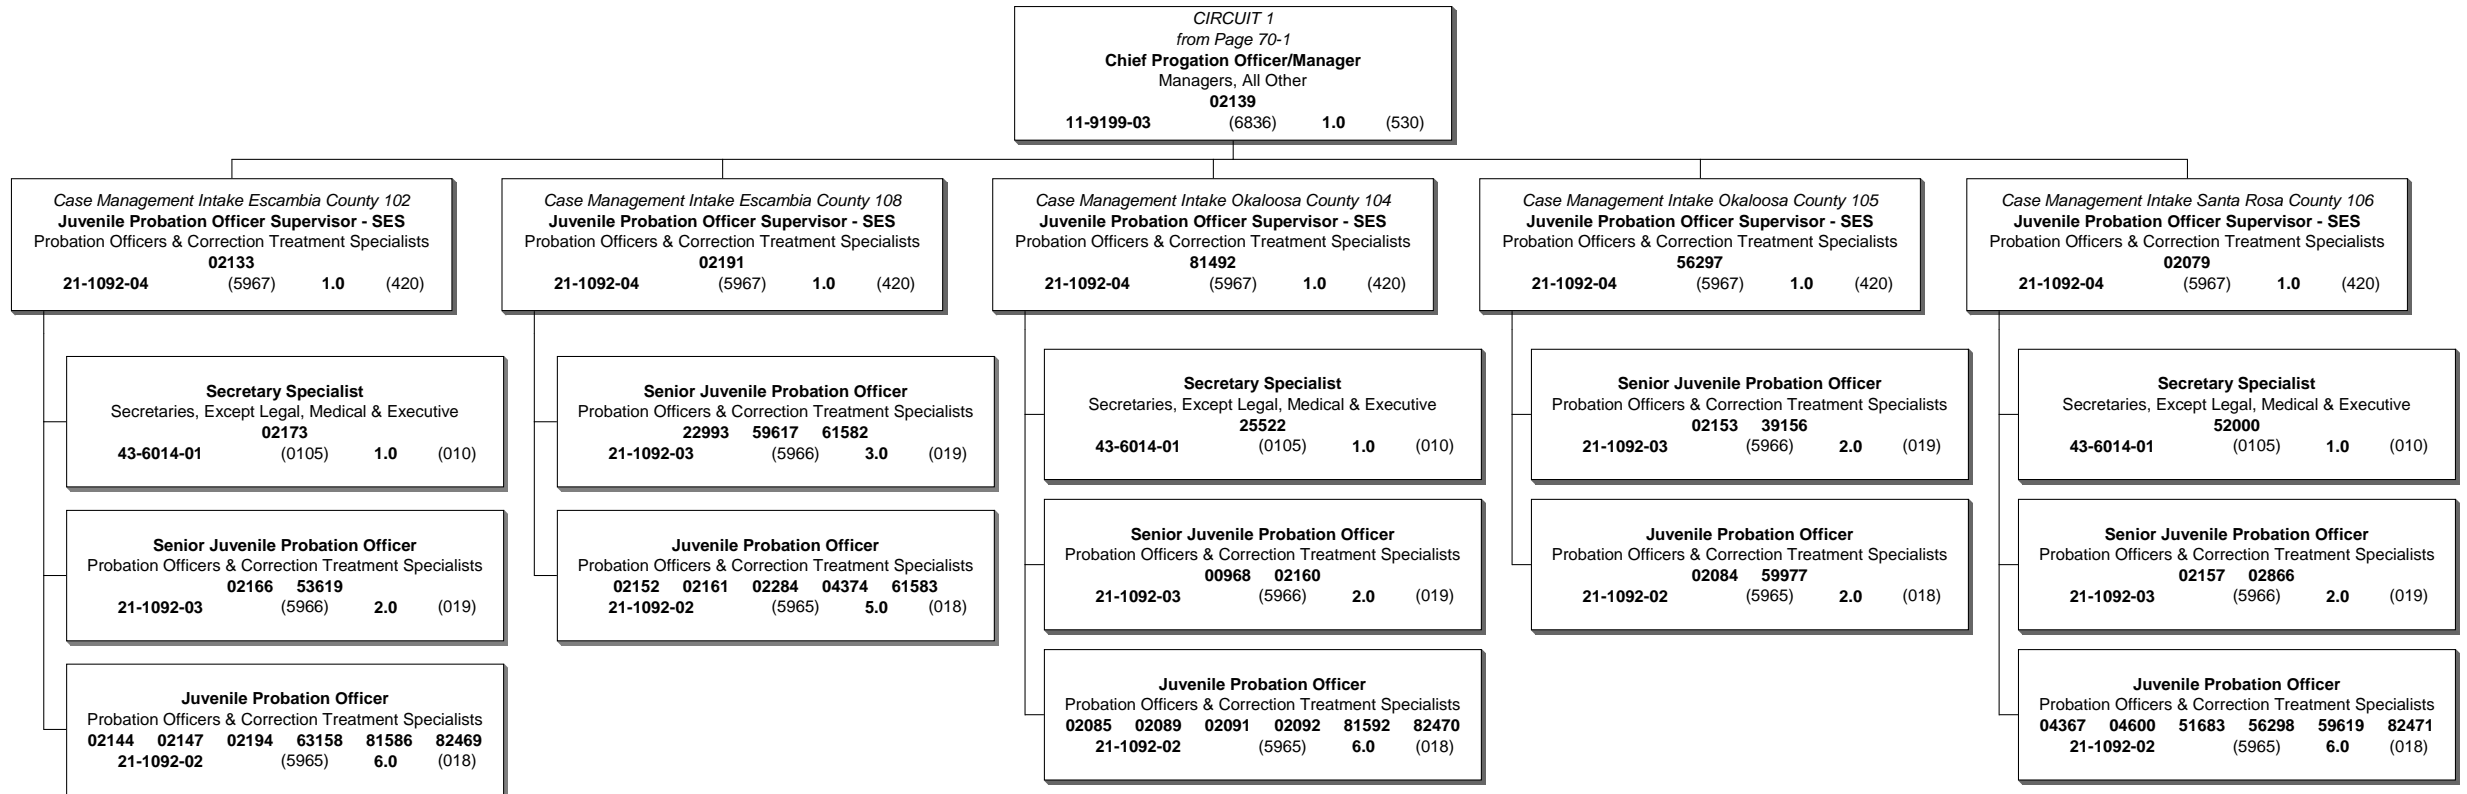 CIRCUIT 1
from Page 70-1
Chief Progation Officer/Manager
Managers, All Other
02139
11-9199-03 (6836) 1.0 (530)
Case Management Intake Escambia County 102
Juvenile Probation Officer Supervisor - SES
Probation Officers & Correction Treatment Specialists
02133
21-1092-04 (5967) 1.0 (420)
Secretary Specialist
Secretaries, Except Legal, Medical & Executive
02173
43-6014-01 (0105) 1.0 (010)
Senior Juvenile Probation Officer
Probation Officers & Correction Treatment Specialists
02166 53619
21-1092-03 (5966) 2.0 (019)
Juvenile Probation Officer
Probation Officers & Correction Treatment Specialists
02144 02147 02194 63158 81586 82469
21-1092-02 (5965) 6.0 (018)
Case Management Intake Escambia County 108
Juvenile Probation Officer Supervisor - SES
Probation Officers & Correction Treatment Specialists
02191
21-1092-04 (5967) 1.0 (420)
Senior Juvenile Probation Officer
Probation Officers & Correction Treatment Specialists
22993 59617 61582
21-1092-03 (5966) 3.0 (019)
Juvenile Probation Officer
Probation Officers & Correction Treatment Specialists
02152 02161 02284 04374 61583
21-1092-02 (5965) 5.0 (018)
Case Management Intake Okaloosa County 104
Juvenile Probation Officer Supervisor - SES
Probation Officers & Correction Treatment Specialists
81492
21-1092-04 (5967) 1.0 (420)
Secretary Specialist
Secretaries, Except Legal, Medical & Executive
25522
43-6014-01 (0105) 1.0 (010)
Senior Juvenile Probation Officer
Probation Officers & Correction Treatment Specialists
00968 02160
21-1092-03 (5966) 2.0 (019)
Juvenile Probation Officer
Probation Officers & Correction Treatment Specialists
02085 02089 02091 02092 81592 82470
21-1092-02 (5965) 6.0 (018)
Case Management Intake Okaloosa County 105
Juvenile Probation Officer Supervisor - SES
Probation Officers & Correction Treatment Specialists
56297
21-1092-04 (5967) 1.0 (420)
Senior Juvenile Probation Officer
Probation Officers & Correction Treatment Specialists
02153 39156
21-1092-03 (5966) 2.0 (019)
Juvenile Probation Officer
Probation Officers & Correction Treatment Specialists
02084 59977
21-1092-02 (5965) 2.0 (018)
Case Management Intake Santa Rosa County 106
Juvenile Probation Officer Supervisor - SES
Probation Officers & Correction Treatment Specialists
02079
21-1092-04 (5967) 1.0 (420)
Secretary Specialist
Secretaries, Except Legal, Medical & Executive
52000
43-6014-01 (0105) 1.0 (010)
Senior Juvenile Probation Officer
Probation Officers & Correction Treatment Specialists
02157 02866
21-1092-03 (5966) 2.0 (019)
Juvenile Probation Officer
Probation Officers & Correction Treatment Specialists
04367 04600 51683 56298 59619 82471
21-1092-02 (5965) 6.0 (018)